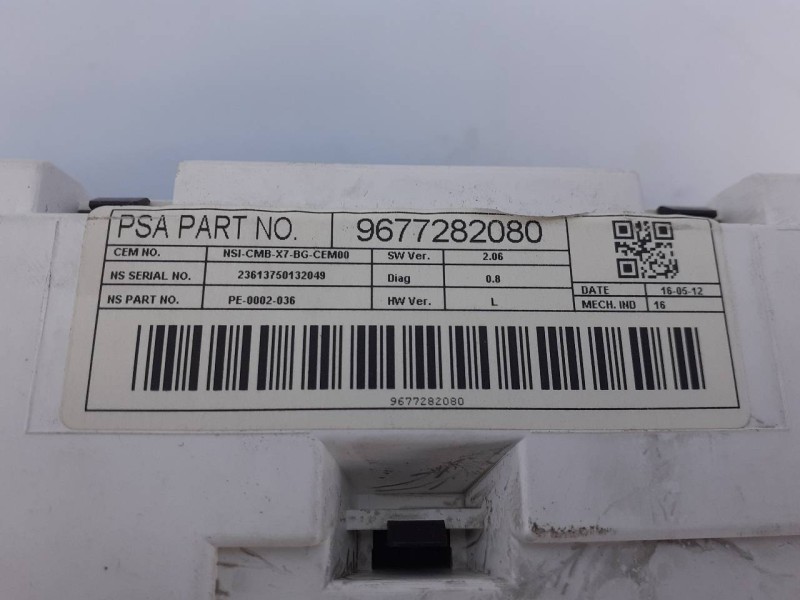 PSA PART NO. 9677282080
CEM NO. NSI-CMB-X7-BG-CEM00 SW Ver. 2.06
NS SERIAL NO. 23613750132049 Diag 0.8
NS PART NO. PE-0002-036 HW Ver. L
DATE 16-05-12
MECH. IND 16
9677282080